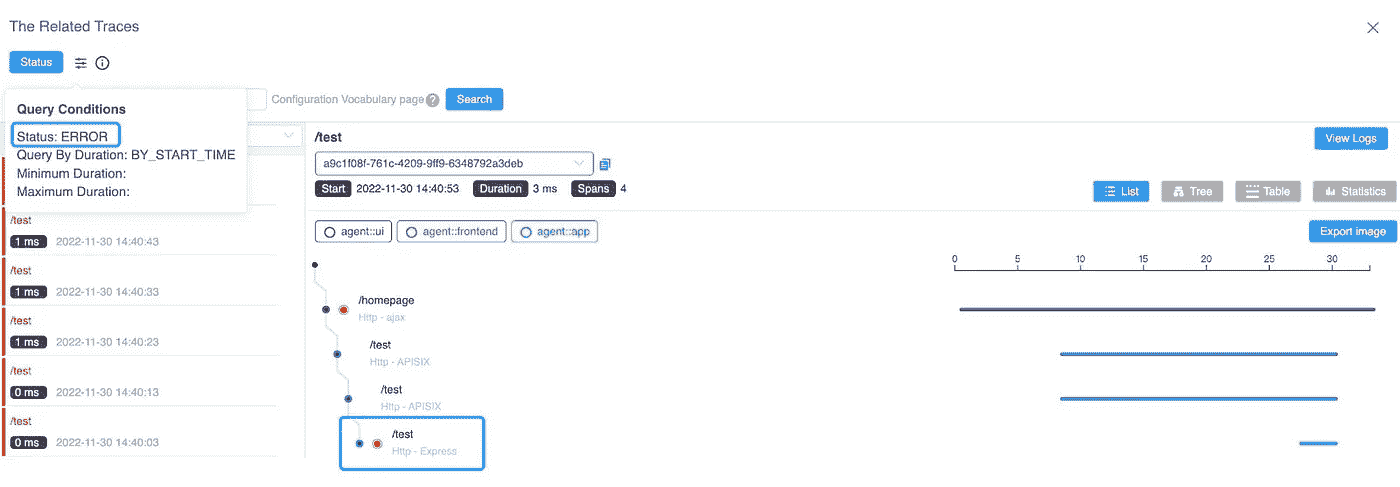 The Related Traces
Status
Configuration Vocabulary page
?
Search
Query Conditions
Status: ERROR
Query By Duration: BY_START_TIME
Minimum Duration:
Maximum Duration:
/test
1 ms 2022-11-30 14:40:43
/test
1 ms 2022-11-30 14:40:33
/test
1 ms 2022-11-30 14:40:23
/test
0 ms 2022-11-30 14:40:13
/test
0 ms 2022-11-30 14:40:03
/test
View Logs
a9c1f08f-761c-4209-9ff9-6348792a3deb
Start 2022-11-30 14:40:53 Duration 3 ms Spans 4
List Tree Table Statistics
agent::ui agent::frontend agent::app
Export image
0 5 10 15 20 25 30
/homepage
Http - ajax
/test
Http - APISIX
/test
Http - APISIX
/test
Http - Express